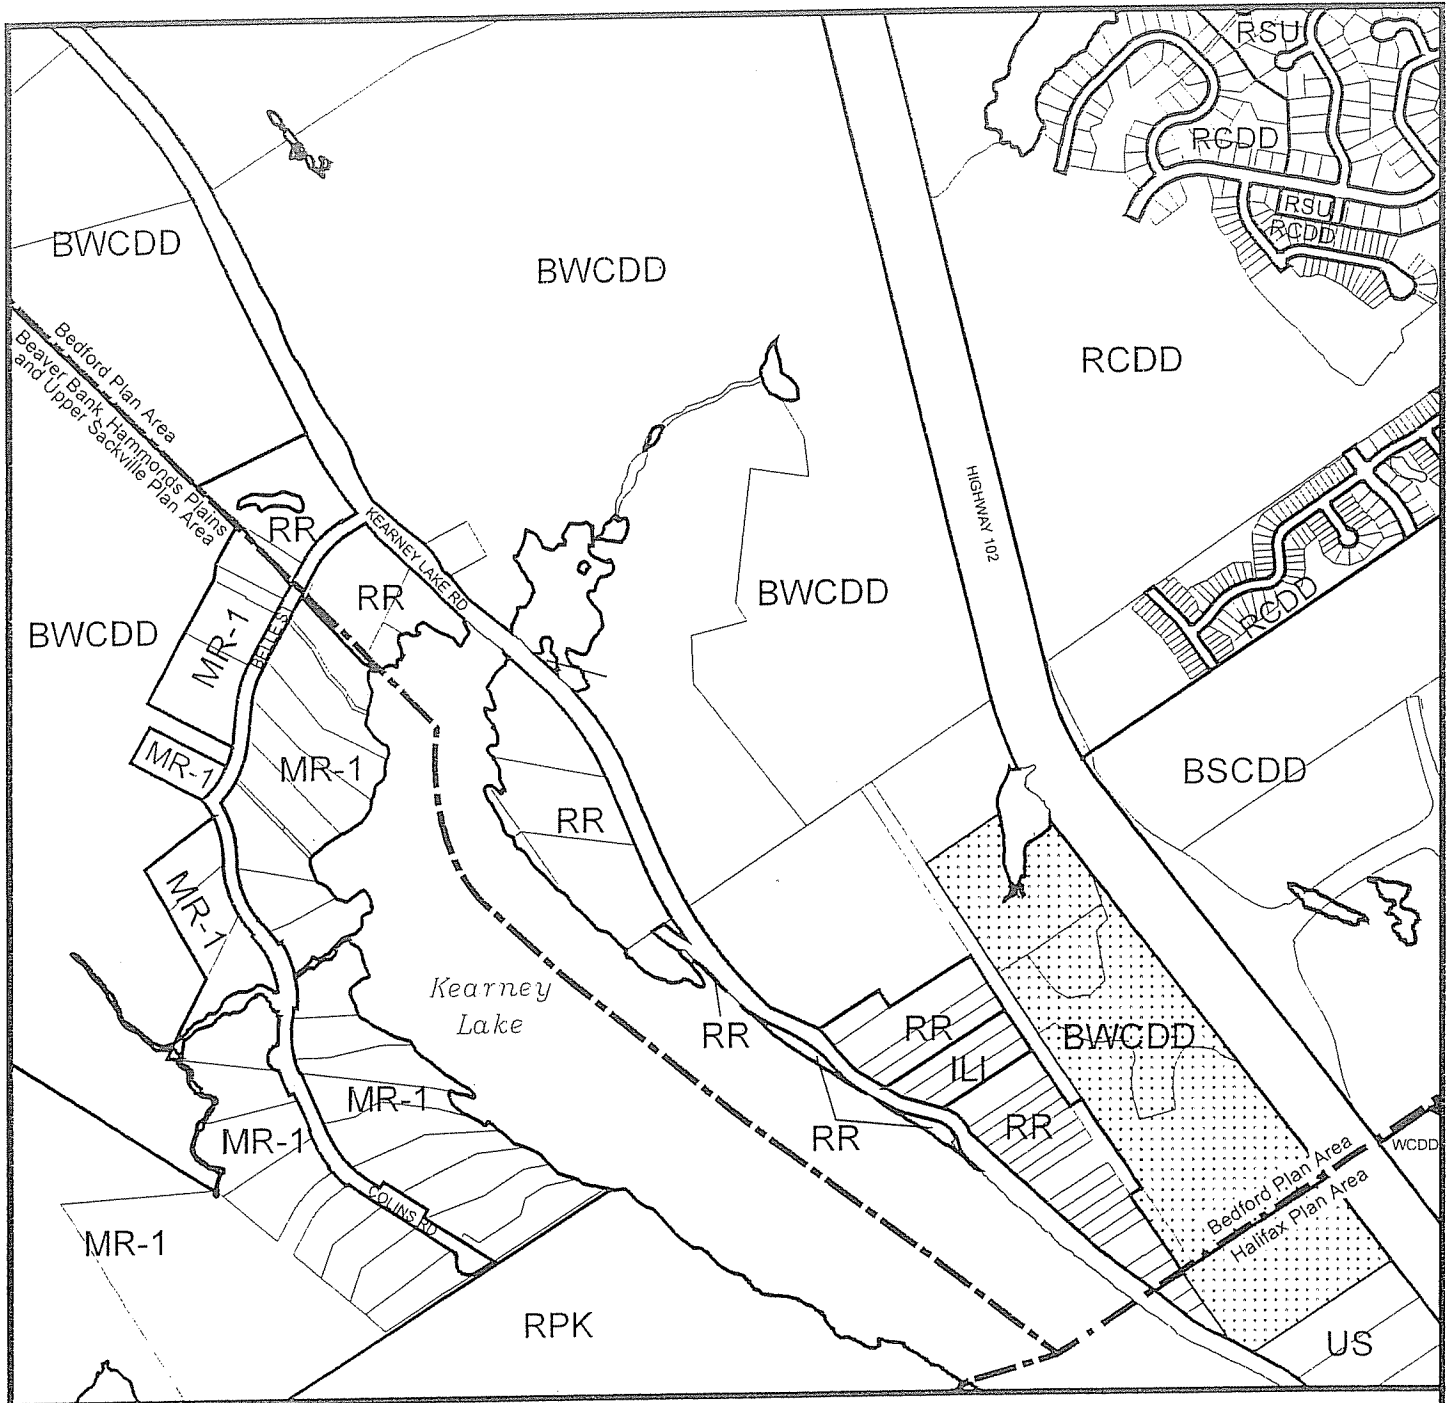 RSU
RCDD
RSU
RCDD
BWCDD
BWCDD
RCDD
Bedford Plan Area
Beaver Bank, Hammonds Plains
and Upper Sackville Plan Area
HIGHWAY 102
RR
KEARNEY LAKE RD
RR
BWCDD
RCDD
BWCDD
MR-1
BELLE ST
MR-1
MR-1
BSCDD
RR
MR-1
Kearney
Lake
RR
RR
BWCDD
ILI
MR-1
RR
RR
MR-1
WCDD
Bedford Plan Area
Halifax Plan Area
COLINS RD
MR-1
RPK
US